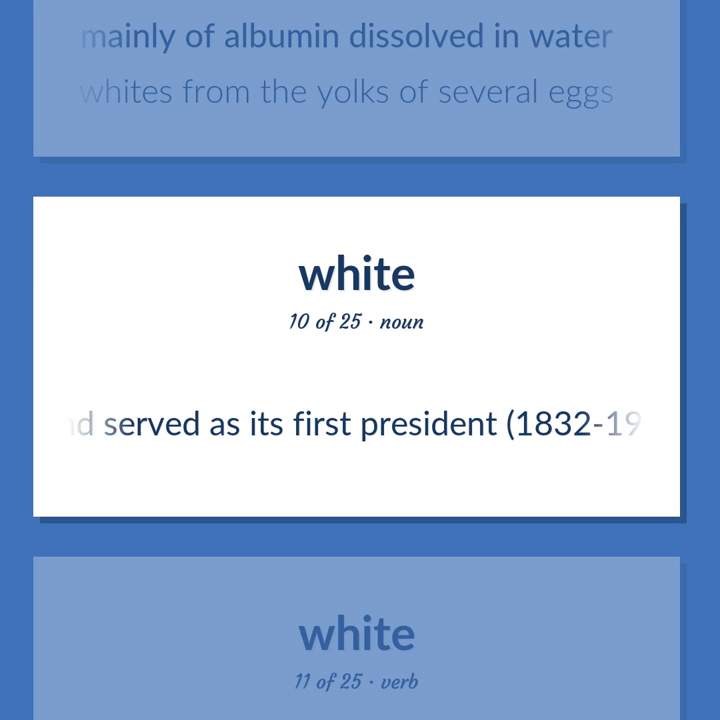 mainly of albumin dissolved in water
whites from the yolks of several eggs
white
10 of 25 · noun
served as its first president (1832-19
white
11 of 25 · verb